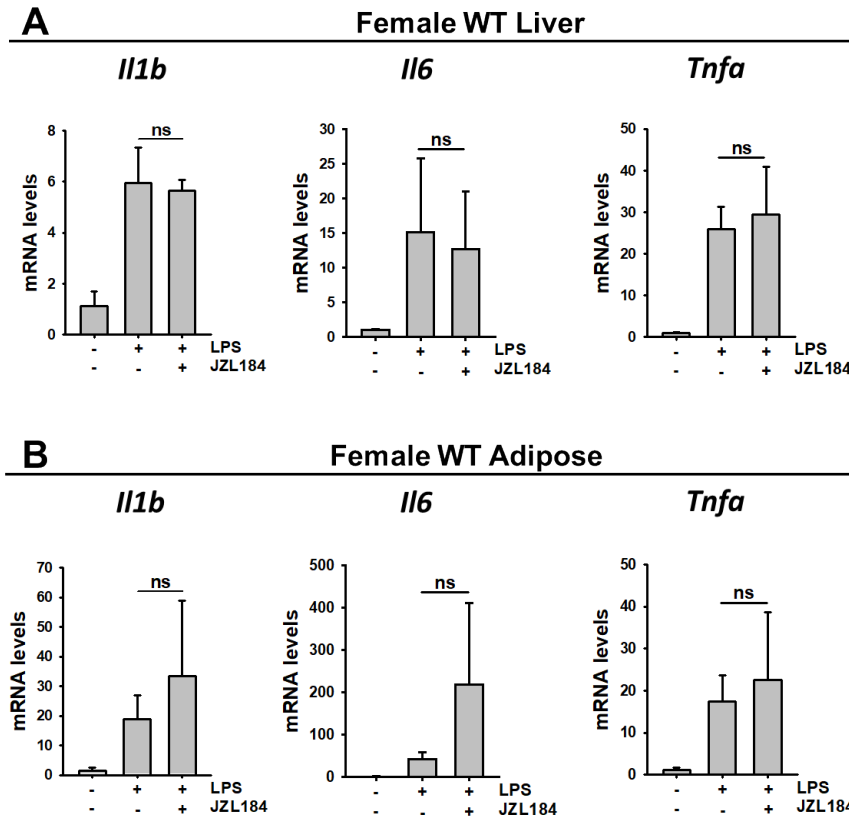 A Female WT Liver
Il1b Il6 Tnfa
mRNA levels
8
6
4
2
0
ns
- + + LPS
- - + JZL184
mRNA levels
30
25
20
15
10
5
0
ns
- + + LPS
- - + JZL184
mRNA levels
50
40
30
20
10
0
ns
- + + LPS
- - + JZL184
B Female WT Adipose
Il1b Il6 Tnfa
mRNA levels
70
60
50
40
30
20
10
0
ns
- + + LPS
- - + JZL184
mRNA levels
500
400
300
200
100
0
ns
- + + LPS
- - + JZL184
mRNA levels
50
40
30
20
10
0
ns
- + + LPS
- - + JZL184